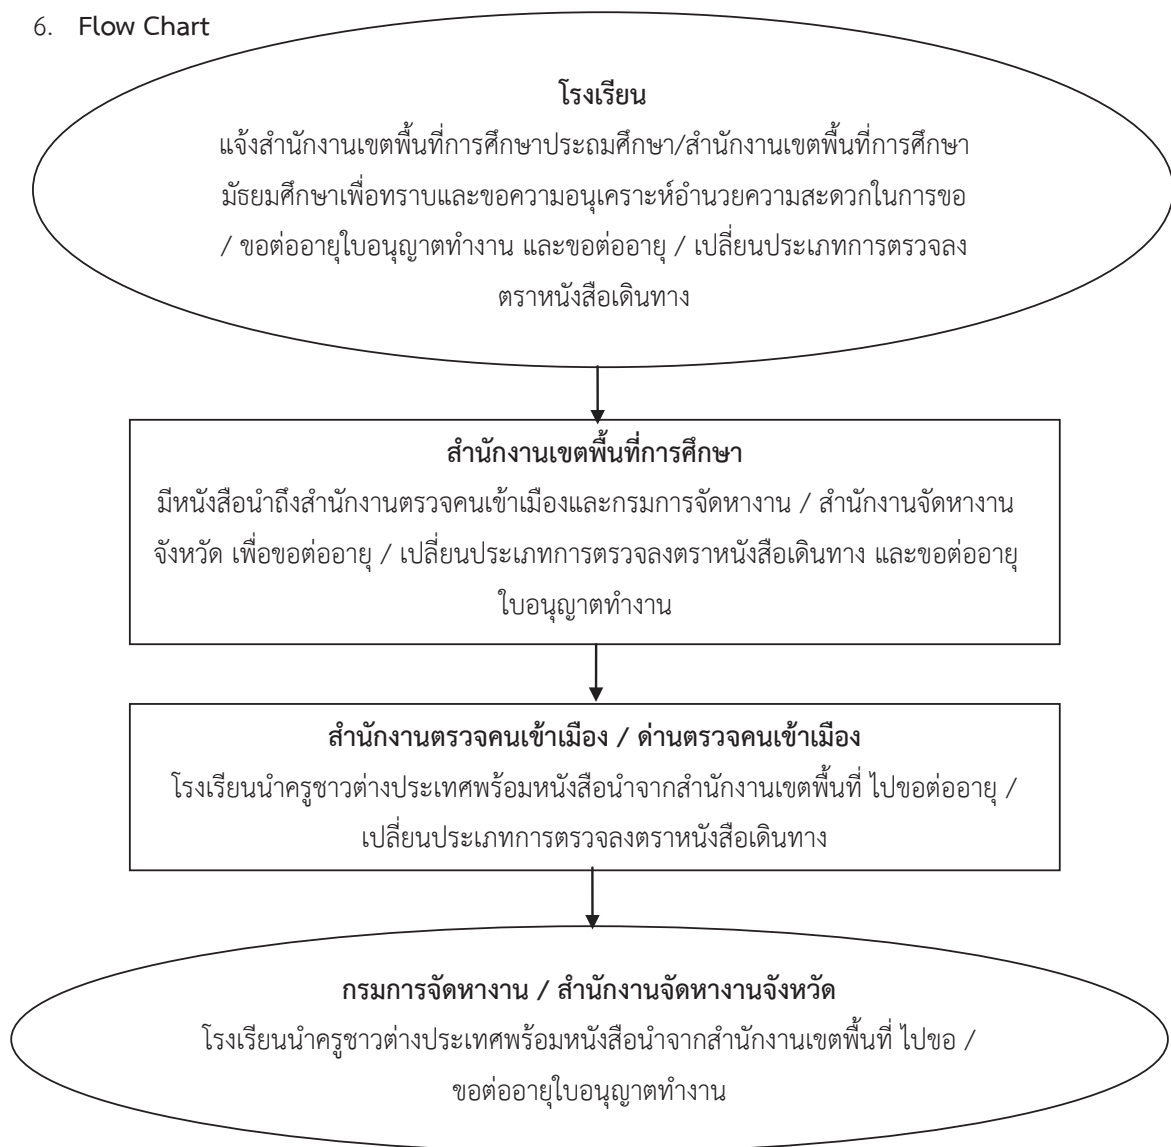 6. Flow Chart
โรงเรียน
แจ้งสำนักงานเขตพื้นที่การศึกษาประถมศึกษา/สำนักงานเขตพื้นที่การศึกษา
มัธยมศึกษาเพื่อทราบและขอความอนุเคราะห์อำนวยความสะดวกในการขอ
/ ขอต่ออายุใบอนุญาตทำงาน และขอต่ออายุ / เปลี่ยนประเภทการตรวจลง
ตราหนังสือเดินทาง
สำนักงานเขตพื้นที่การศึกษา
มีหนังสือนำถึงสำนักงานตรวจคนเข้าเมืองและกรมการจัดหางาน / สำนักงานจัดหางาน
จังหวัด เพื่อขอต่ออายุ / เปลี่ยนประเภทการตรวจลงตราหนังสือเดินทาง และขอต่ออายุ
ใบอนุญาตทำงาน
สำนักงานตรวจคนเข้าเมือง / ด่านตรวจคนเข้าเมือง
โรงเรียนนำครูชาวต่างประเทศพร้อมหนังสือนำจากสำนักงานเขตพื้นที่ ไปขอต่ออายุ /
เปลี่ยนประเภทการตรวจลงตราหนังสือเดินทาง
กรมการจัดหางาน / สำนักงานจัดหางานจังหวัด
โรงเรียนนำครูชาวต่างประเทศพร้อมหนังสือนำจากสำนักงานเขตพื้นที่ ไปขอ /
ขอต่ออายุใบอนุญาตทำงาน